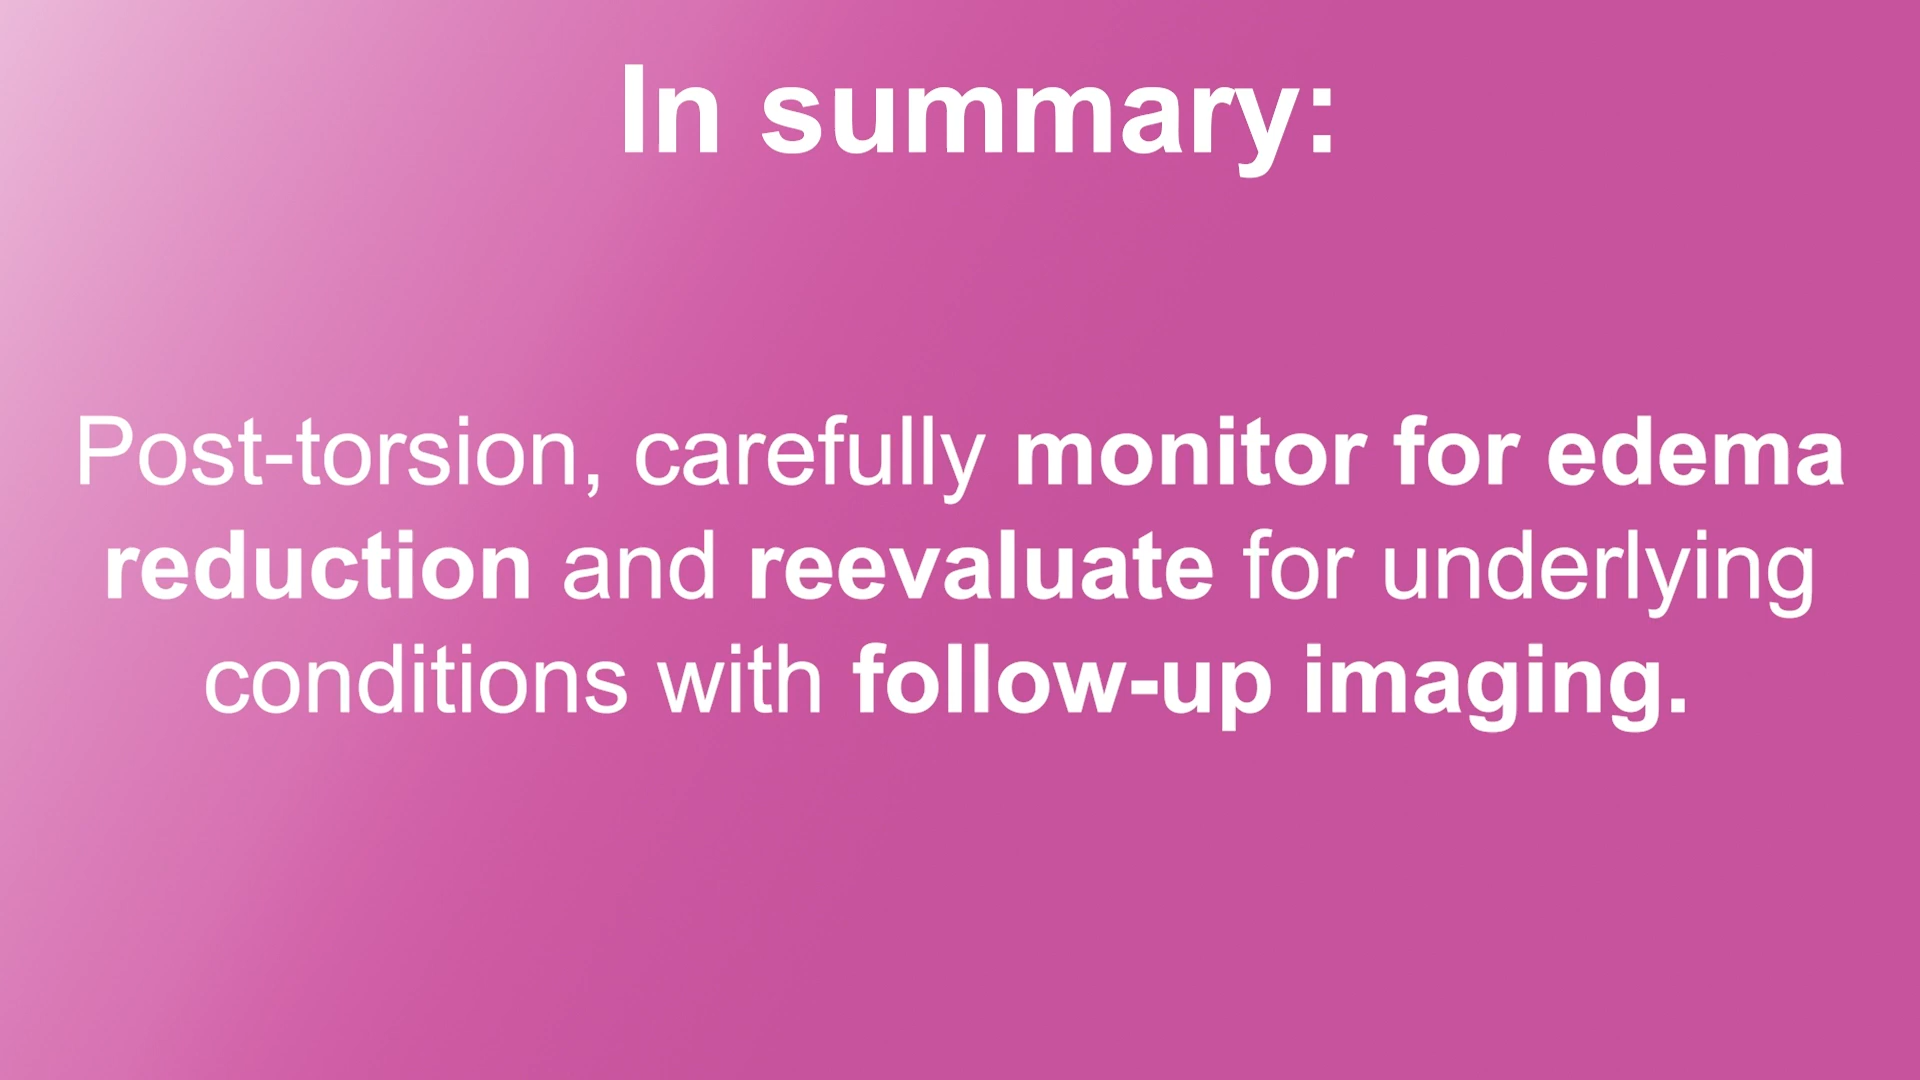 In summary:
Post-torsion, carefully monitor for edema
reduction and reevaluate for underlying
conditions with follow-up imaging.